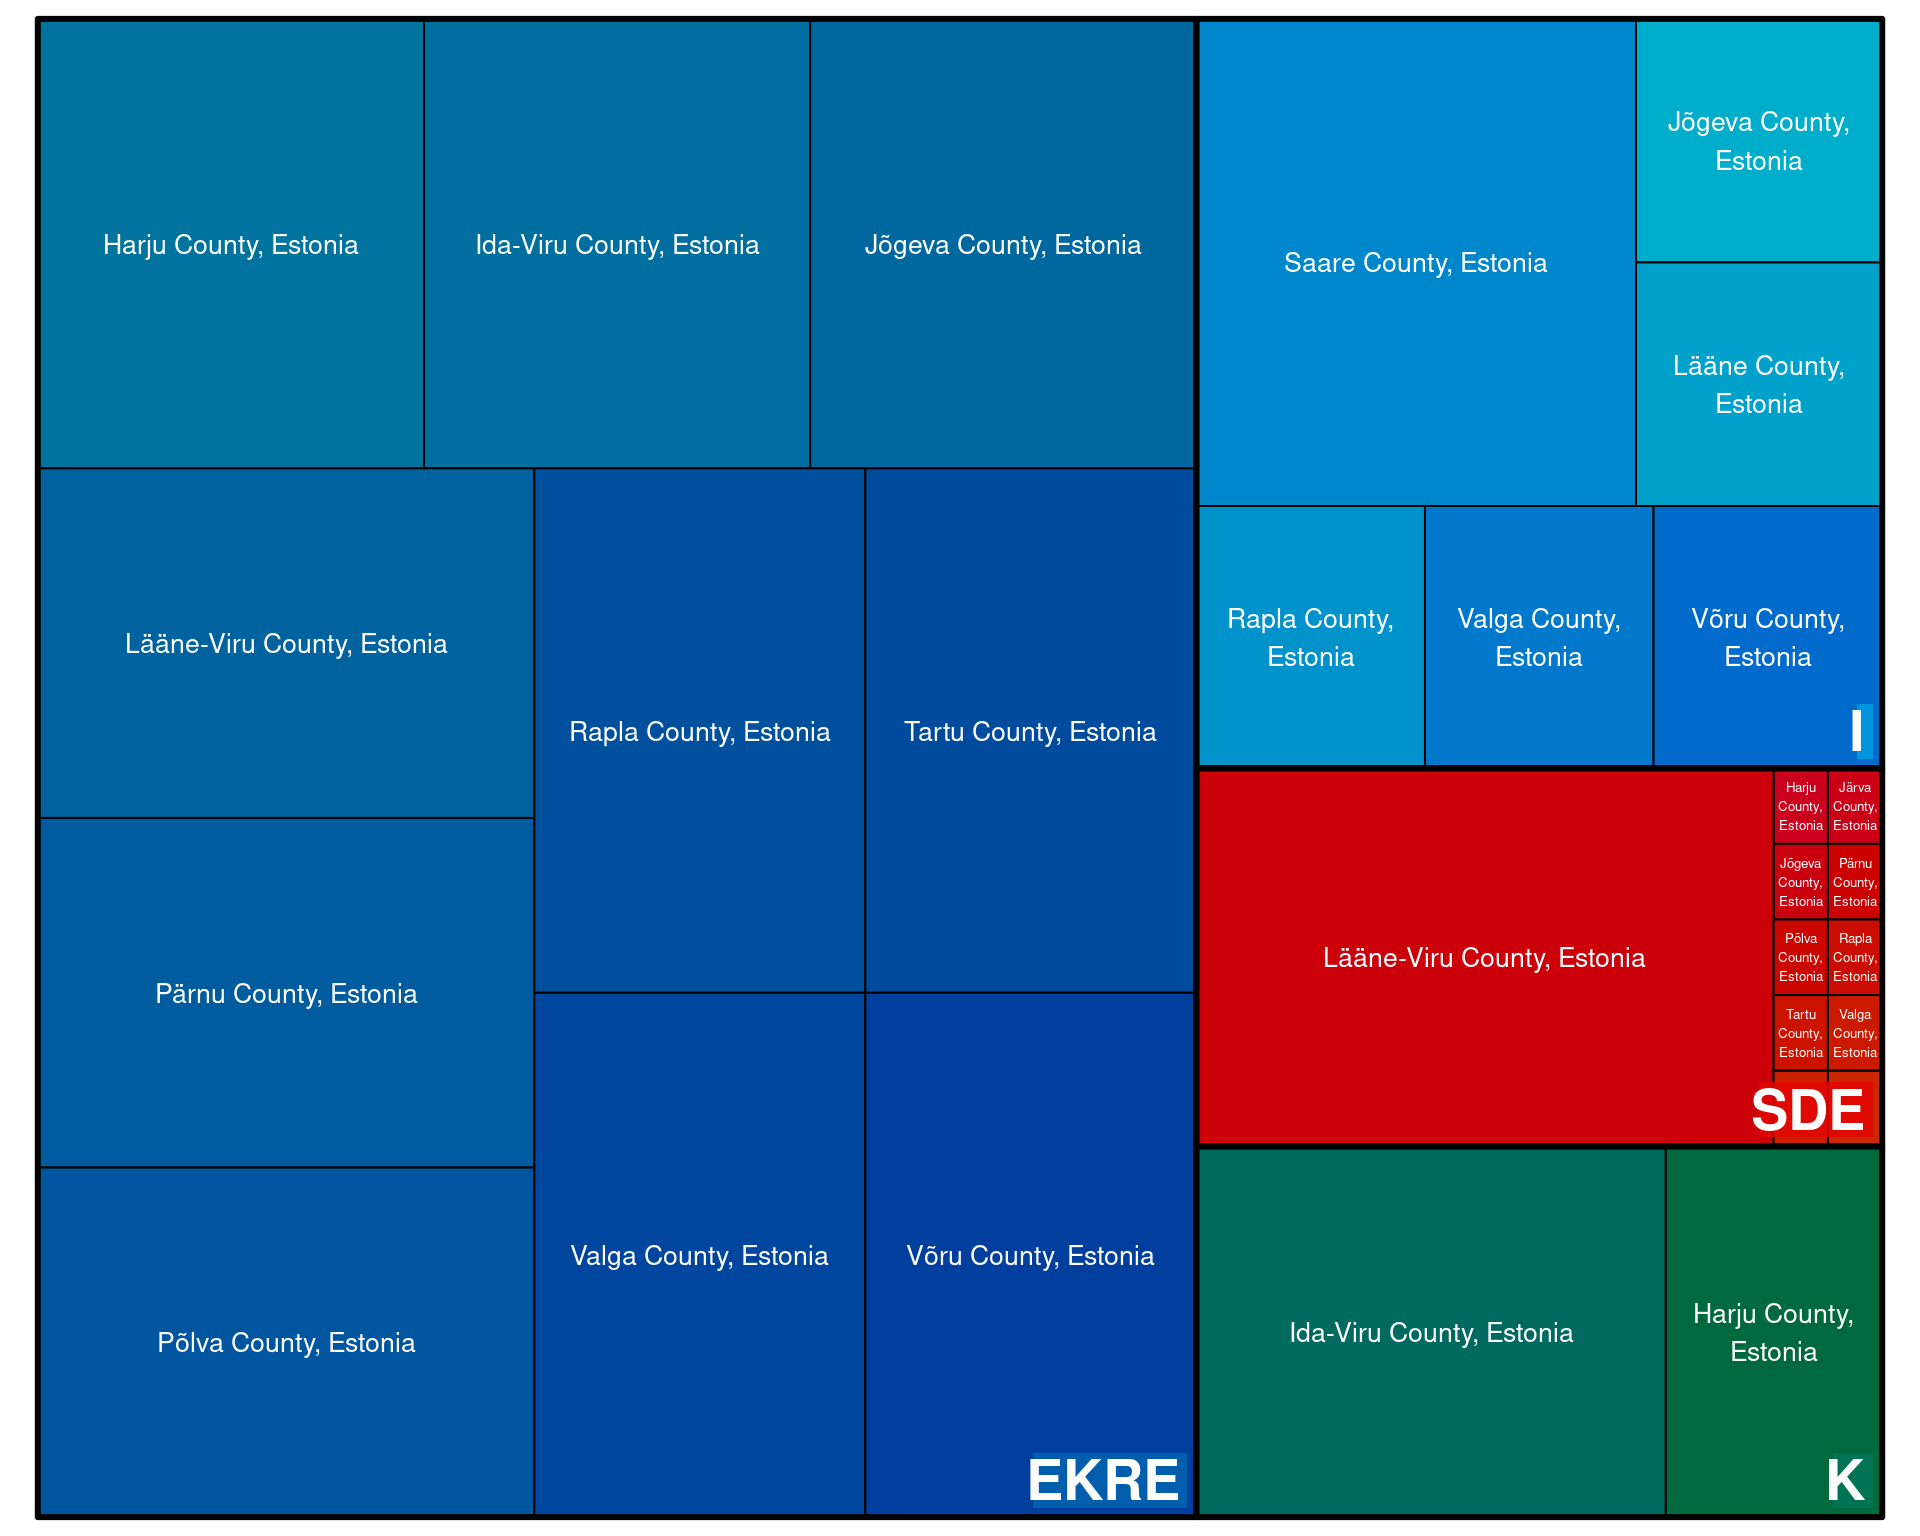 Harju County, Estonia
Ida-Viru County, Estonia
Jõgeva County, Estonia
Lääne-Viru County, Estonia
Pärnu County, Estonia
Põlva County, Estonia
Rapla County, Estonia
Tartu County, Estonia
Valga County, Estonia
Võru County, Estonia
EKRE
Saare County, Estonia
Jõgeva County,
Estonia
Lääne County,
Estonia
Rapla County,
Estonia
Valga County,
Estonia
Võru County,
Estonia
I
Lääne-Viru County, Estonia
Harju
County,
Estonia
Järva
County,
Estonia
Jõgeva
County,
Estonia
Pärnu
County,
Estonia
Põlva
County,
Estonia
Rapla
County,
Estonia
Tartu
County,
Estonia
Valga
County,
Estonia
SDE
Ida-Viru County, Estonia
Harju County,
Estonia
K